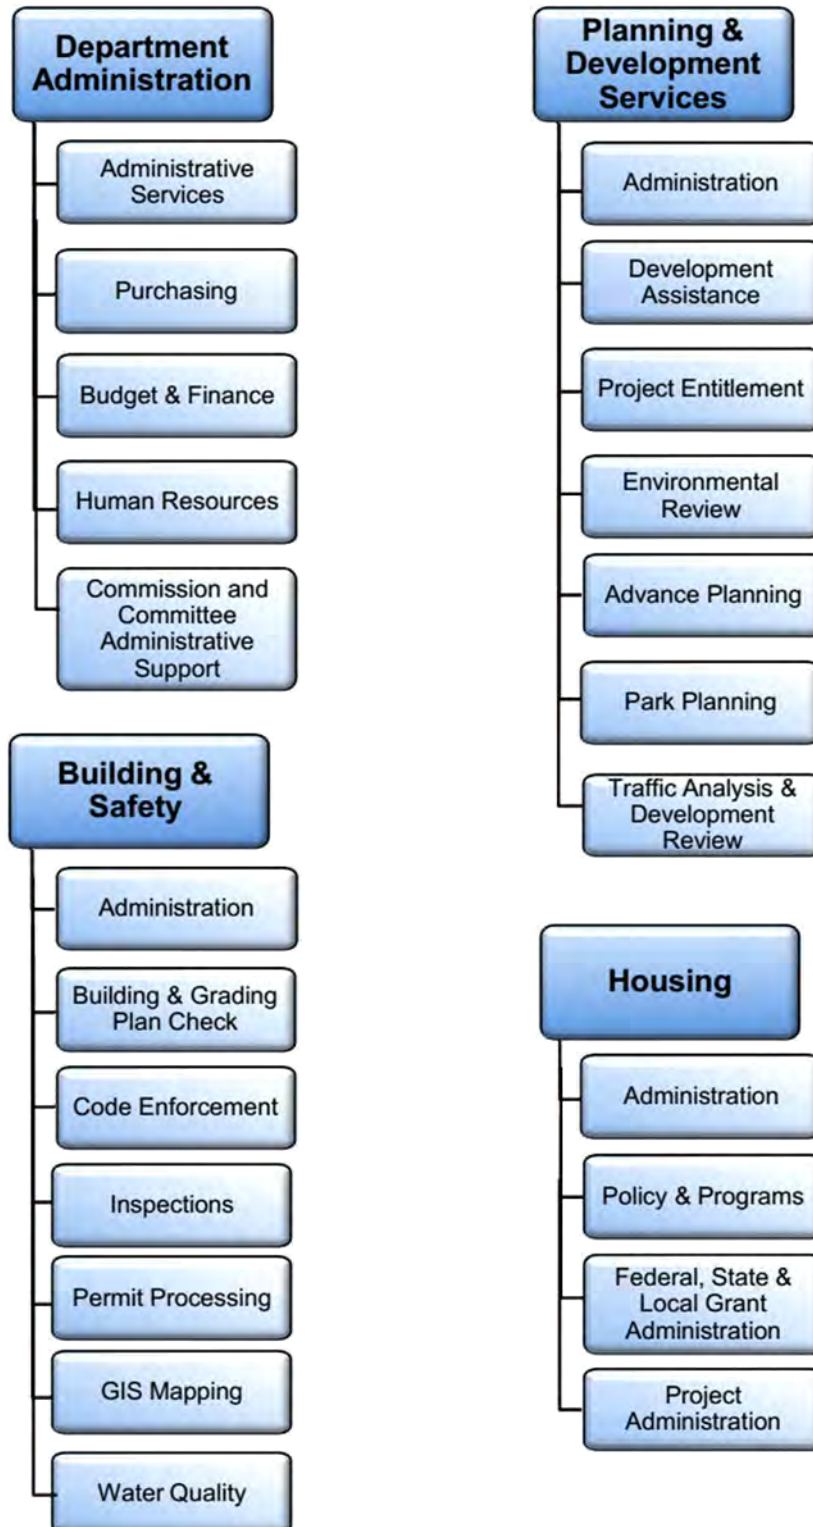 Department
Administration
Administrative
Services
Purchasing
Budget & Finance
Human Resources
Commission and
Committee
Administrative
Support
Building &
Safety
Administration
Building & Grading
Plan Check
Code Enforcement
Inspections
Permit Processing
GIS Mapping
Water Quality
Planning &
Development
Services
Administration
Development
Assistance
Project Entitlement
Environmental
Review
Advance Planning
Park Planning
Traffic Analysis &
Development
Review
Housing
Administration
Policy & Programs
Federal, State &
Local Grant
Administration
Project
Administration